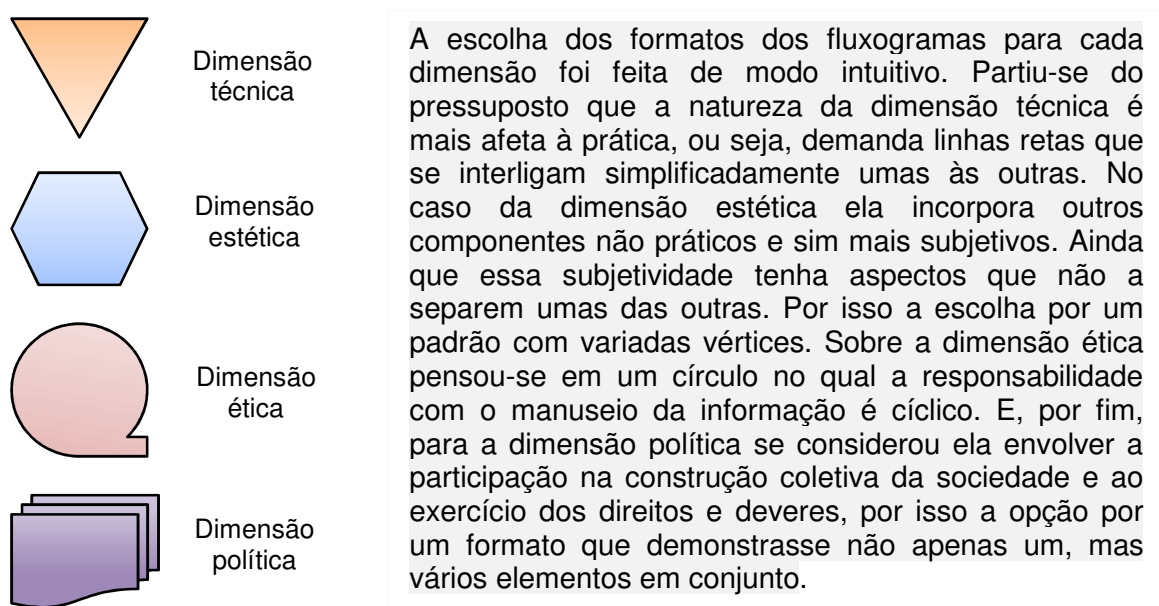 Dimensão
técnica
Dimensão
estética
Dimensão
ética
Dimensão
política
A escolha dos formatos dos fluxogramas para cada
dimensão foi feita de modo intuitivo. Partiu-se do
pressuposto que a natureza da dimensão técnica é
mais afeta à prática, ou seja, demanda linhas retas que
se interligam simplificadamente umas às outras. No
caso da dimensão estética ela incorpora outros
componentes não práticos e sim mais subjetivos. Ainda
que essa subjetividade tenha aspectos que não a
separem umas das outras. Por isso a escolha por um
padrão com variadas vértices. Sobre a dimensão ética
pensou-se em um círculo no qual a responsabilidade
com o manuseio da informação é cíclico. E, por fim,
para a dimensão política se considerou ela envolver a
participação na construção coletiva da sociedade e ao
exercício dos direitos e deveres, por isso a opção por
um formato que demonstrasse não apenas um, mas
vários elementos em conjunto.